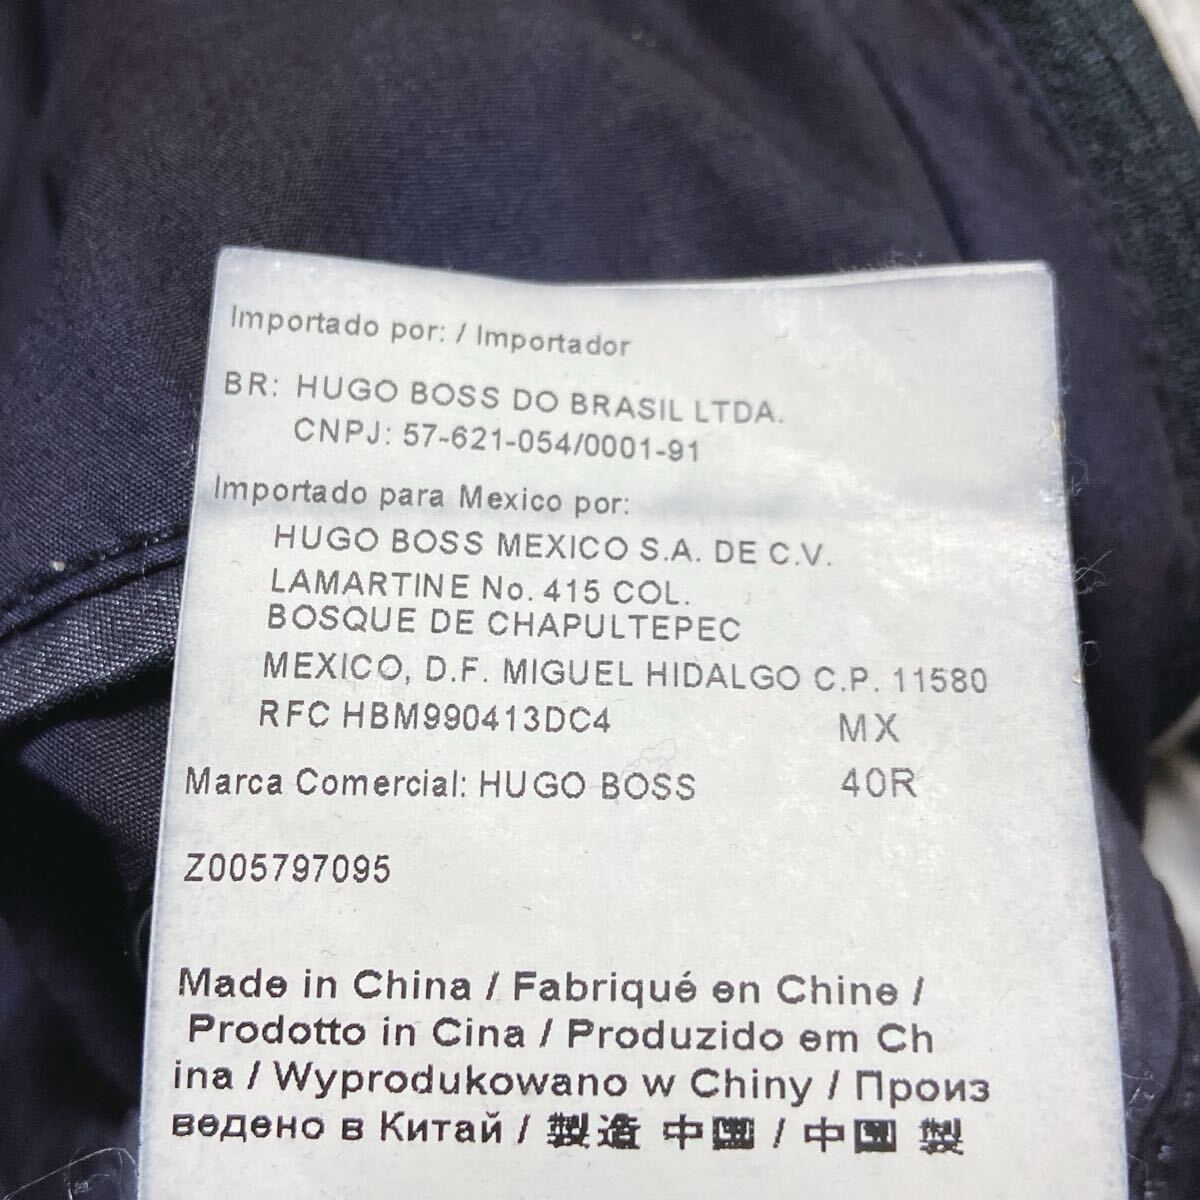 Importado por: / Importador
BR: HUGO BOSS DO BRASIL LTDA.
CNPJ: 57-621-054/0001-91
Importado para Mexico por:
HUGO BOSS MEXICO S.A. DE C.V.
LAMARTINE No. 415 COL.
BOSQUE DE CHAPULTEPEC
MEXICO, D.F. MIGUEL HIDALGO C.P. 11580
RFC HBM990413DC4 MX
Marca Comercial: HUGO BOSS 40R
Z005797095
Made in China / Fabriqué en Chine /
Prodotto in Cina / Produzido em Ch
ina / Wyprodukowano w Chiny / Произ
ведено в Китай / 製造 中國 / 中国 製